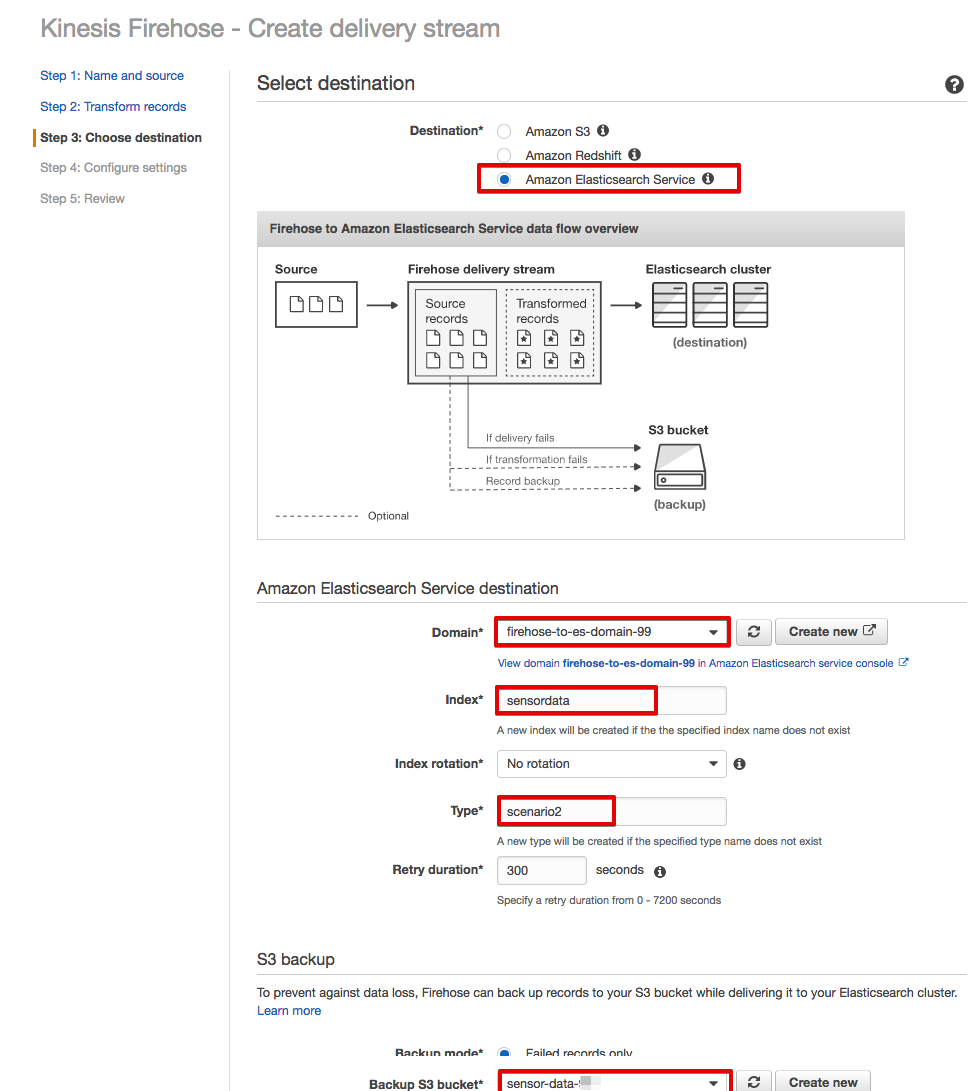 Kinesis Firehose - Create delivery stream
Step 1: Name and source
Step 2: Transform records
Step 3: Choose destination
Step 4: Configure settings
Step 5: Review
Select destination
Destination*
Amazon S3
Amazon Redshift
Amazon Elasticsearch Service
Firehose to Amazon Elasticsearch Service data flow overview
Source
Firehose delivery stream
Elasticsearch cluster
Source records
Transformed records
(destination)
S3 bucket
If delivery fails
If transformation fails
Record backup
(backup)
Optional
Amazon Elasticsearch Service destination
Domain* firehose-to-es-domain-99 Create new
View domain firehose-to-es-domain-99 in Amazon Elasticsearch service console
Index* sensordata
A new index will be created if the the specified index name does not exist
Index rotation* No rotation
Type* scenario2
A new type will be created if the specified type name does not exist
Retry duration* 300 seconds
Specify a retry duration from 0 - 7200 seconds
S3 backup
To prevent against data loss, Firehose can back up records to your S3 bucket while delivering it to your Elasticsearch cluster.
Learn more
Backup mode* Failed records only
Backup S3 bucket* sensor-data- Create new